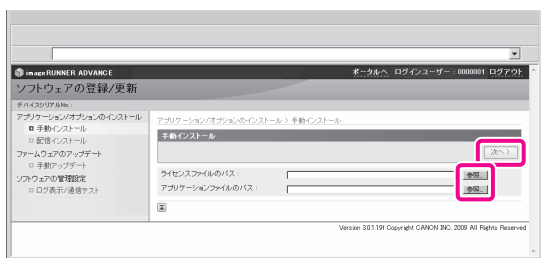 imageRUNNER ADVANCE
ポータルへ ログインユーザー : 0000001 ログアウト
ソフトウェアの登録/更新
デバイスシリアルNo. :
アプリケーション/オプションのインストール
手動インストール
配信インストール
ファームウェアのアップデート
手動アップデート
ソフトウェアの管理設定
ログ表示/通信テスト
アプリケーション/オプションのインストール > 手動インストール
手動インストール
次へ>
ライセンスファイルのパス :
参照...
アプリケーションファイルのパス :
参照...
Version 3.0.1.19f Copyright CANON INC. 2009 All Rights Reserved